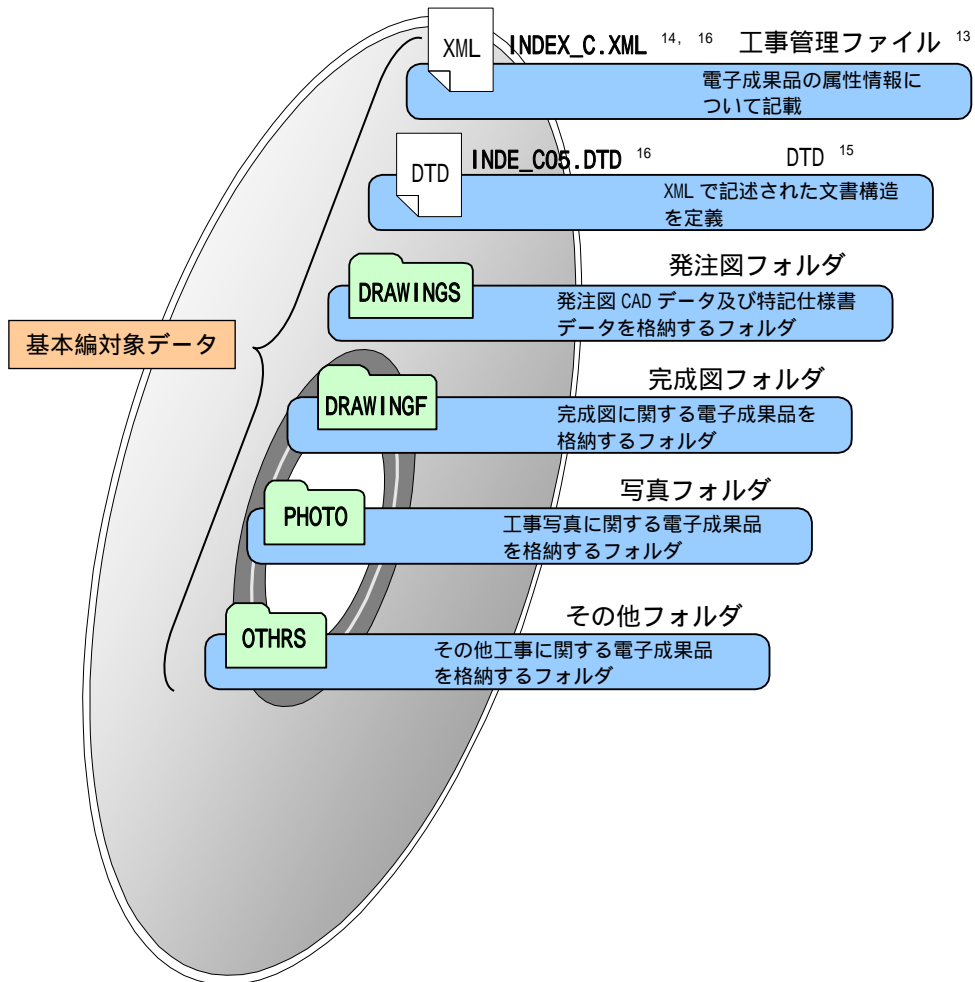 XML
INDEX_C.XML 14, 16 工事管理ファイル 13
電子成果品の属性情報に
ついて記載
DTD
INDE_C05.DTD 16 DTD 15
XML で記述された文書構造
を定義
発注図フォルダ
DRAWINGS
発注図 CAD データ及び特記仕様書
データを格納するフォルダ
基本編対象データ
完成図フォルダ
DRAWINGF
完成図に関する電子成果品を
格納するフォルダ
写真フォルダ
PHOTO
工事写真に関する電子成果品
を格納するフォルダ
その他フォルダ
OTHRS
その他工事に関する電子成果品
を格納するフォルダ